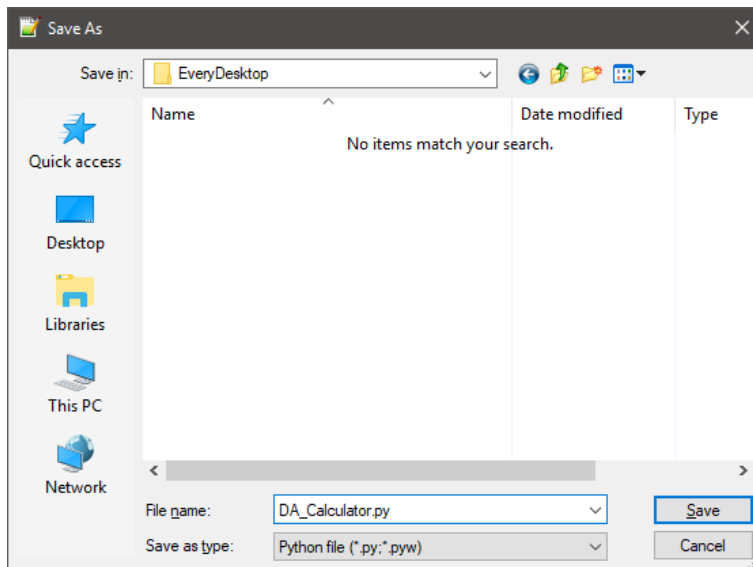 Save As
Save in: EveryDesktop
Name Date modified Type
No items match your search.
Quick access
Desktop
Libraries
This PC
Network
File name: DA_Calculator.py Save
Save as type: Python file (*.py;*.pyw) Cancel